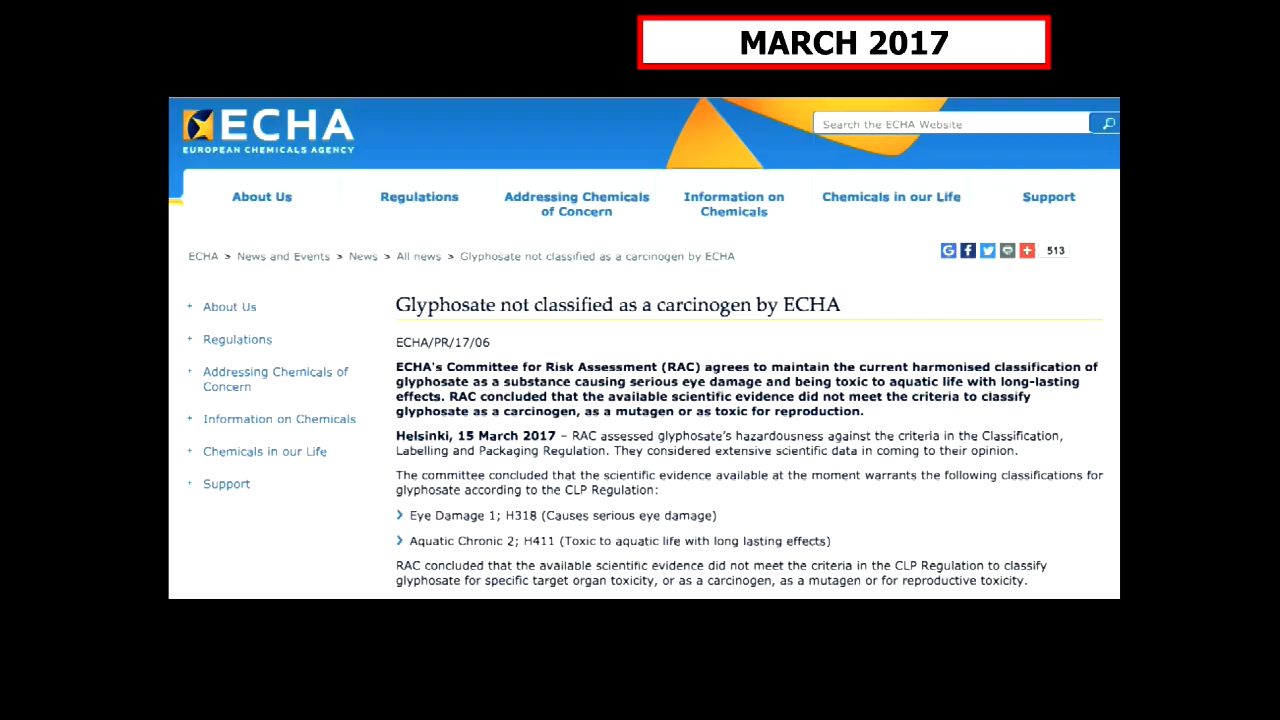 MARCH 2017
ECHA
EUROPEAN CHEMICALS AGENCY
Search the ECHA Website
About Us
Regulations
Addressing Chemicals
of Concern
Information on
Chemicals
Chemicals in our Life
Support
ECHA > News and Events > News > All news > Glyphosate not classified as a carcinogen by ECHA
513
About Us
Regulations
Addressing Chemicals of
Concern
Information on Chemicals
Chemicals in our Life
Support
Glyphosate not classified as a carcinogen by ECHA
ECHA/PR/17/06
ECHA's Committee for Risk Assessment (RAC) agrees to maintain the current harmonised classification of
glyphosate as a substance causing serious eye damage and being toxic to aquatic life with long-lasting
effects. RAC concluded that the available scientific evidence did not meet the criteria to classify
glyphosate as a carcinogen, as a mutagen or as toxic for reproduction.
Helsinki, 15 March 2017 – RAC assessed glyphosate's hazardousness against the criteria in the Classification,
Labelling and Packaging Regulation. They considered extensive scientific data in coming to their opinion.
The committee concluded that the scientific evidence available at the moment warrants the following classifications for
glyphosate according to the CLP Regulation:
Eye Damage 1; H318 (Causes serious eye damage)
Aquatic Chronic 2; H411 (Toxic to aquatic life with long lasting effects)
RAC concluded that the available scientific evidence did not meet the criteria in the CLP Regulation to classify
glyphosate for specific target organ toxicity, or as a carcinogen, as a mutagen or for reproductive toxicity.